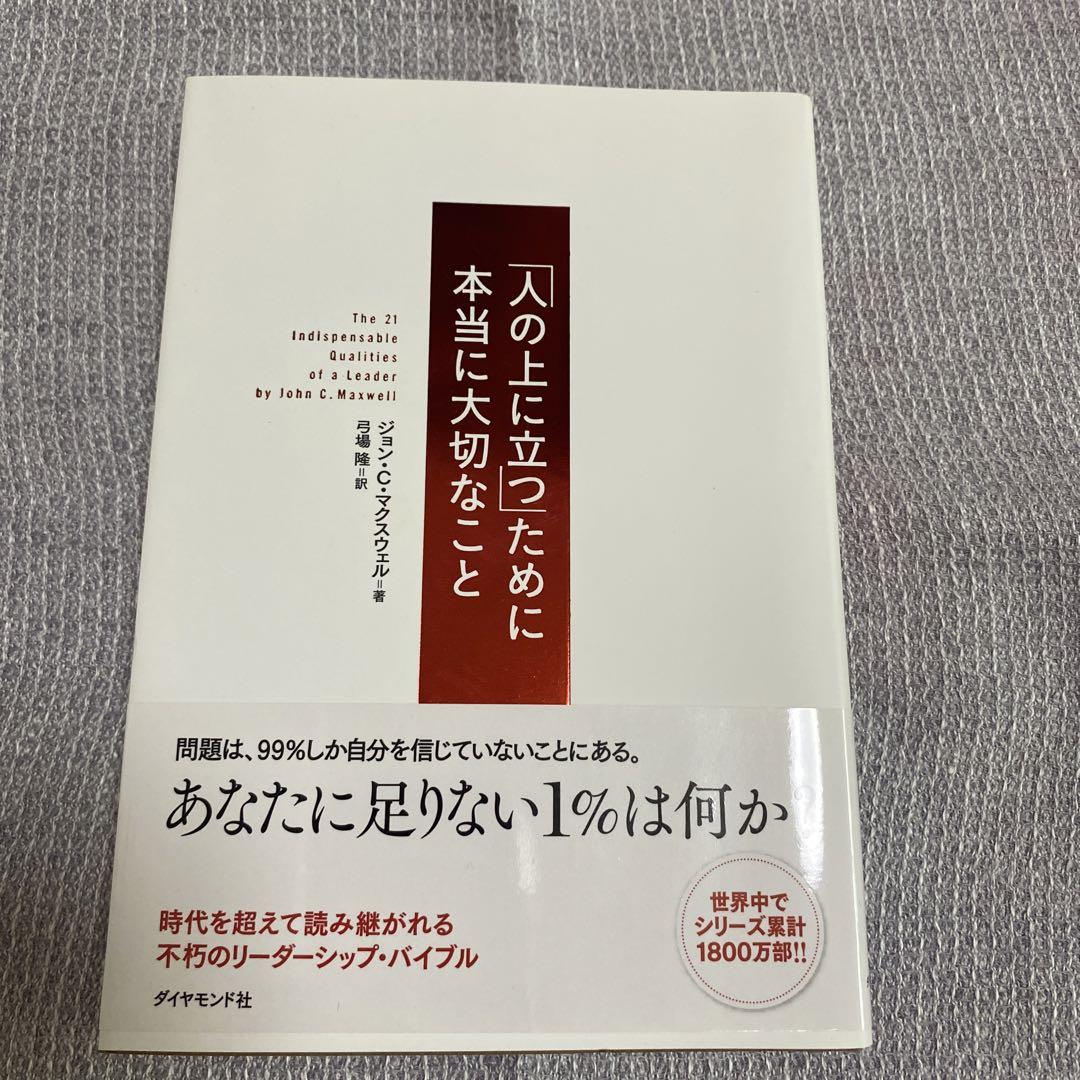 「人の上に立つ」ために
本当に大切なこと
The 21
Indispensable
Qualities
of a Leader
by John C. Maxwell
ジョン・C・マクスウェル=著
弓場 隆=訳
問題は、99%しか自分を信じていないことにある。
あなたに足りない1%は何か?
時代を超えて読み継がれる
不朽のリーダーシップ・バイブル
世界中で
シリーズ累計
1800万部!!
ダイヤモンド社